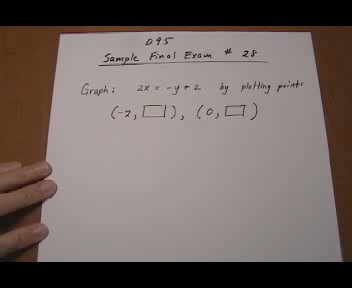 095
Sample Final Exam # 28
Graph: 2x = -y + 2 by plotting points
(-2, □), (0, □)